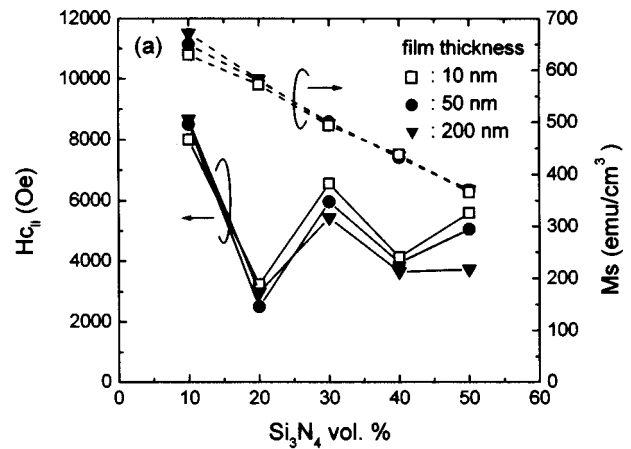 (a)
film thickness
: 10 nm
: 50 nm
: 200 nm
12000
10000
8000
6000
4000
2000
0
Hc|| (Oe)
700
600
500
400
300
200
100
0
Ms (emu/cm³)
0 10 20 30 40 50 60
Si₃N₄ vol. %